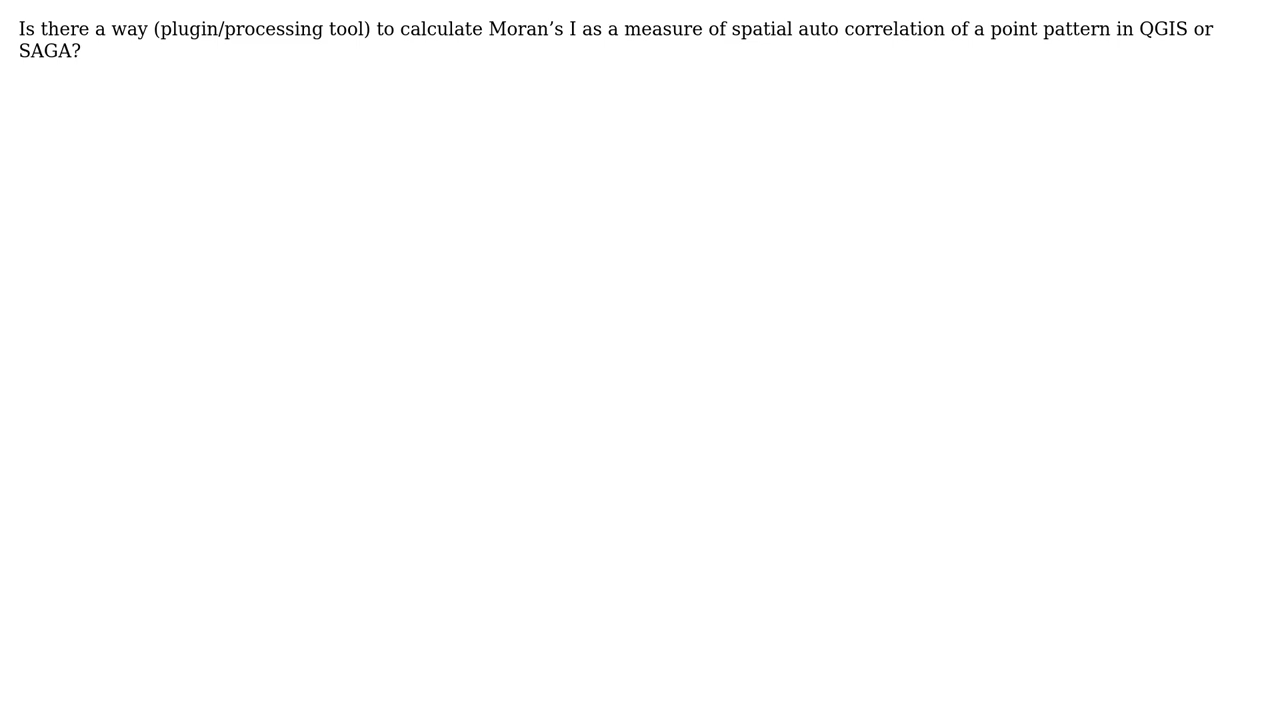 Is there a way (plugin/processing tool) to calculate Moran’s I as a measure of spatial auto correlation of a point pattern in QGIS or
SAGA?